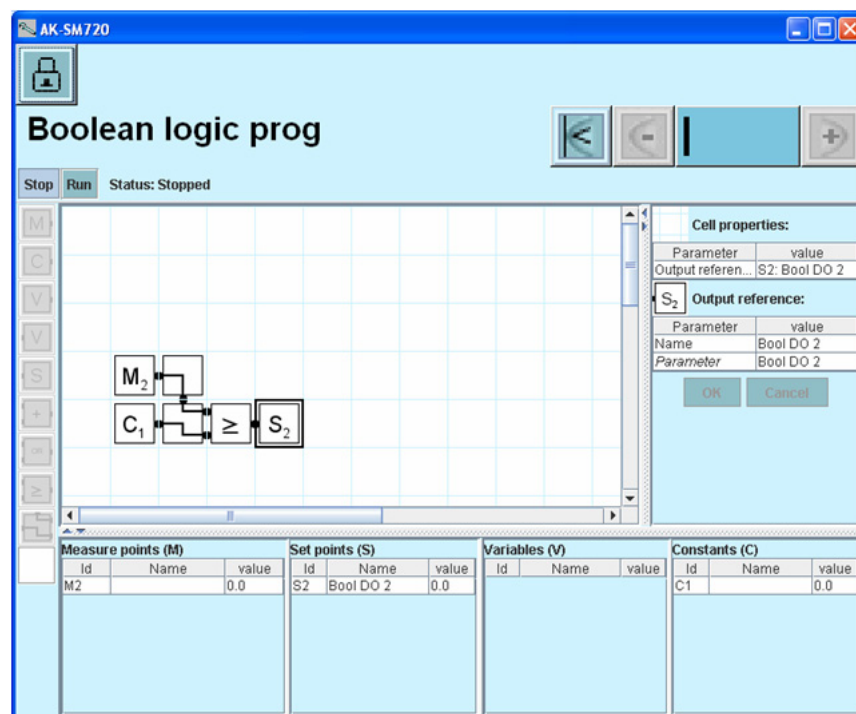 AK-SM720
Boolean logic prog
Stop Run Status: Stopped
M
C
V
V
S
+
≥
M2
C1 ≥ S2
Cell properties:
Parameter value
Output referen... S2: Bool DO 2
S2 Output reference:
Parameter value
Name Bool DO 2
Parameter Bool DO 2
OK Cancel
Measure points (M)
Id Name value
M2 0.0
Set points (S)
Id Name value
S2 Bool DO 2 0.0
Variables (V)
Id Name value
Constants (C)
Id Name value
C1 0.0